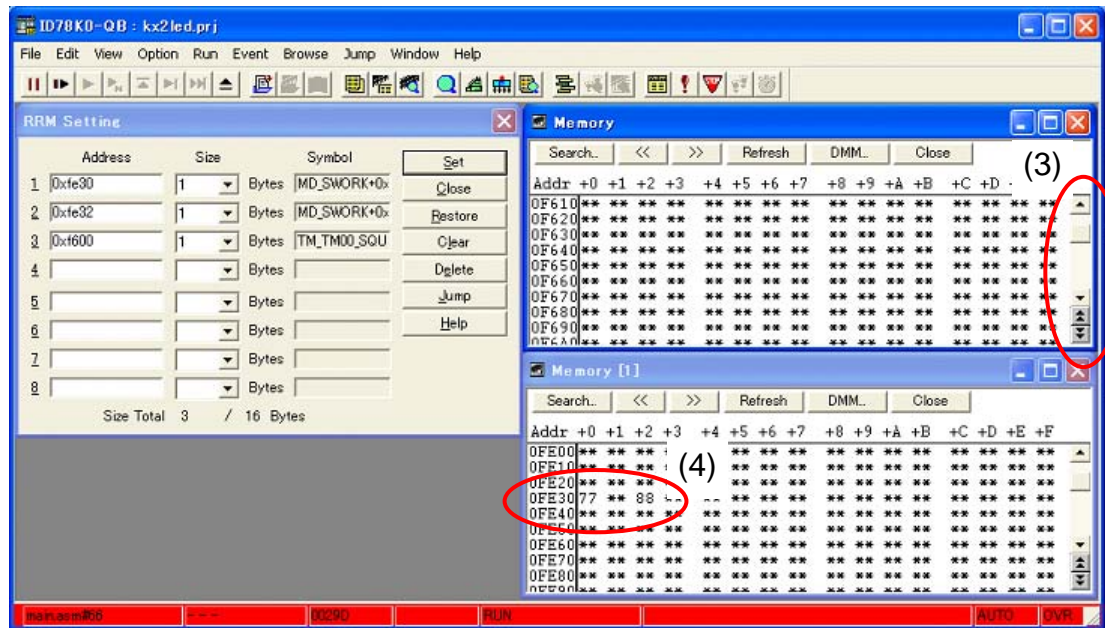 ID78K0-QB : kx2led.prj
File Edit View Option Run Event Browse Jump Window Help
RRM Setting
Address Size Symbol
1 0xfe30 1 Bytes MD_SWORK+0x
2 0xfe32 1 Bytes MD_SWORK+0x
3 0xf600 1 Bytes TM_TM00_SQU
4 Bytes
5 Bytes
6 Bytes
7 Bytes
8 Bytes
Size Total 3 / 16 Bytes
Set
Close
Restore
Clear
Delete
Jump
Help
Memory
Search... << >> Refresh DMM... Close
(3)
Addr +0 +1 +2 +3 +4 +5 +6 +7 +8 +9 +A +B +C +D
0F610 ** ** ** ** ** ** ** ** ** ** ** ** ** ** ** **
0F620 ** ** ** ** ** ** ** ** ** ** ** ** ** ** ** **
0F630 ** ** ** ** ** ** ** ** ** ** ** ** ** ** ** **
0F640 ** ** ** ** ** ** ** ** ** ** ** ** ** ** ** **
0F650 ** ** ** ** ** ** ** ** ** ** ** ** ** ** ** **
0F660 ** ** ** ** ** ** ** ** ** ** ** ** ** ** ** **
0F670 ** ** ** ** ** ** ** ** ** ** ** ** ** ** ** **
0F680 ** ** ** ** ** ** ** ** ** ** ** ** ** ** ** **
0F690 ** ** ** ** ** ** ** ** ** ** ** ** ** ** ** **
0F6A0 ** ** ** ** ** ** ** ** ** ** ** ** ** ** ** **
Memory [1]
Search... << >> Refresh DMM... Close
Addr +0 +1 +2 +3 +4 +5 +6 +7 +8 +9 +A +B +C +D +E +F
(4)
0FE00 ** ** ** ** ** ** ** ** ** ** ** ** ** ** **
0FE10 ** ** ** ** ** ** ** ** ** ** ** ** ** **
0FE20 ** ** ** ** ** ** ** ** ** ** ** ** ** **
0FE30 77 ** 88 -- -- ** ** ** ** ** ** ** ** ** ** **
0FE40 ** ** ** ** ** ** ** ** ** ** ** ** ** ** ** **
0FE50 ** ** ** ** ** ** ** ** ** ** ** ** ** ** ** **
0FE60 ** ** ** ** ** ** ** ** ** ** ** ** ** ** ** **
0FE70 ** ** ** ** ** ** ** ** ** ** ** ** ** ** ** **
0FE80 ** ** ** ** ** ** ** ** ** ** ** ** ** ** ** **
0FE90 ** ** ** ** ** ** ** ** ** ** ** ** ** ** ** **
main.asm#66 --- 0029D RUN AUTO OVR